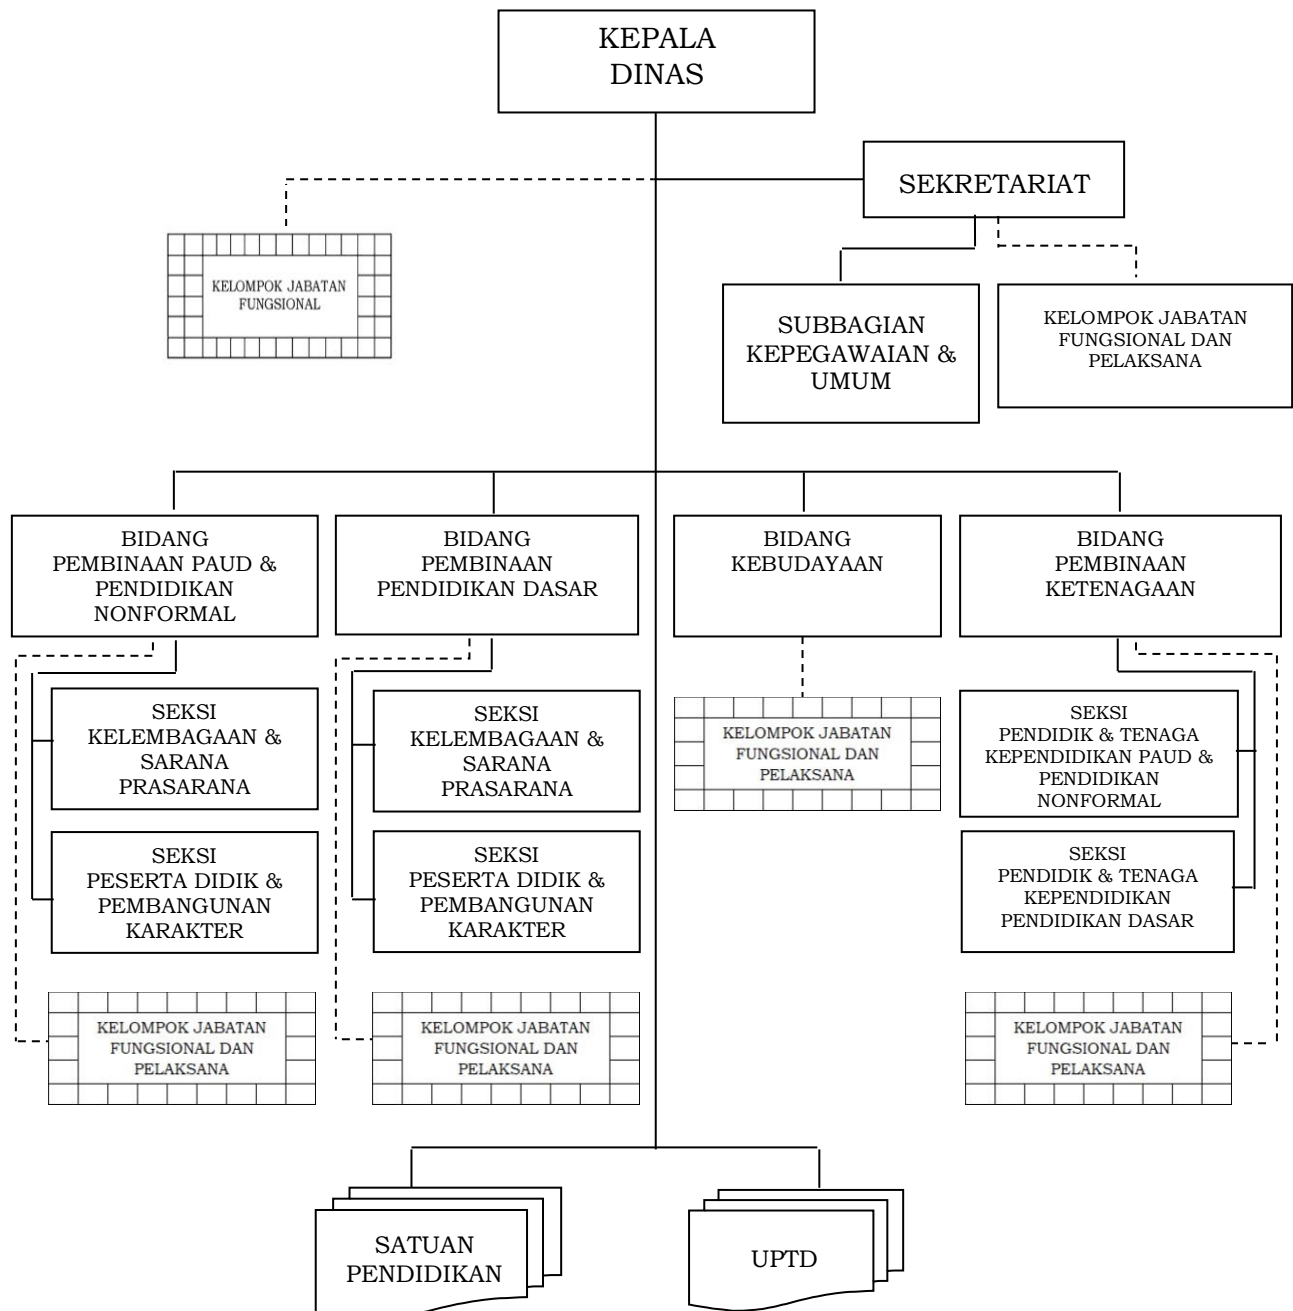 KEPALA
DINAS
SEKRETARIAT
KELOMPOK JABATAN
FUNGSIONAL
SUBBAGIAN
KEPEGAWAIAN &
UMUM
KELOMPOK JABATAN
FUNGSIONAL DAN
PELAKSANA
BIDANG
PEMBINAAN PAUD &
PENDIDIKAN
NONFORMAL
BIDANG
PEMBINAAN
PENDIDIKAN DASAR
BIDANG
KEBUDAYAAN
BIDANG
PEMBINAAN
KETENAGAAN
SEKSI
KELEMBAGAAN &
SARANA
PRASARANA
SEKSI
KELEMBAGAAN &
SARANA
PRASARANA
KELOMPOK JABATAN
FUNGSIONAL DAN
PELAKSANA
SEKSI
PENDIDIK & TENAGA
KEPENDIDIKAN PAUD &
PENDIDIKAN
NONFORMAL
SEKSI
PESERTA DIDIK &
PEMBANGUNAN
KARAKTER
SEKSI
PESERTA DIDIK &
PEMBANGUNAN
KARAKTER
SEKSI
PENDIDIK & TENAGA
KEPENDIDIKAN
PENDIDIKAN DASAR
KELOMPOK JABATAN
FUNGSIONAL DAN
PELAKSANA
KELOMPOK JABATAN
FUNGSIONAL DAN
PELAKSANA
KELOMPOK JABATAN
FUNGSIONAL DAN
PELAKSANA
SATUAN
PENDIDIKAN
UPTD